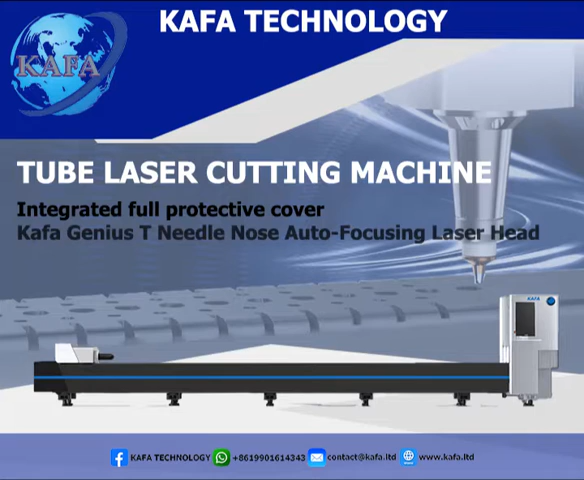 KAFA TECHNOLOGY
KAFA
TUBE LASER CUTTING MACHINE
Integrated full protective cover
Kafa Genius T Needle Nose Auto-Focusing Laser Head
KAFA
KAFA TECHNOLOGY +8619901614343 contact@kafa.ltd www.kafa.ltd